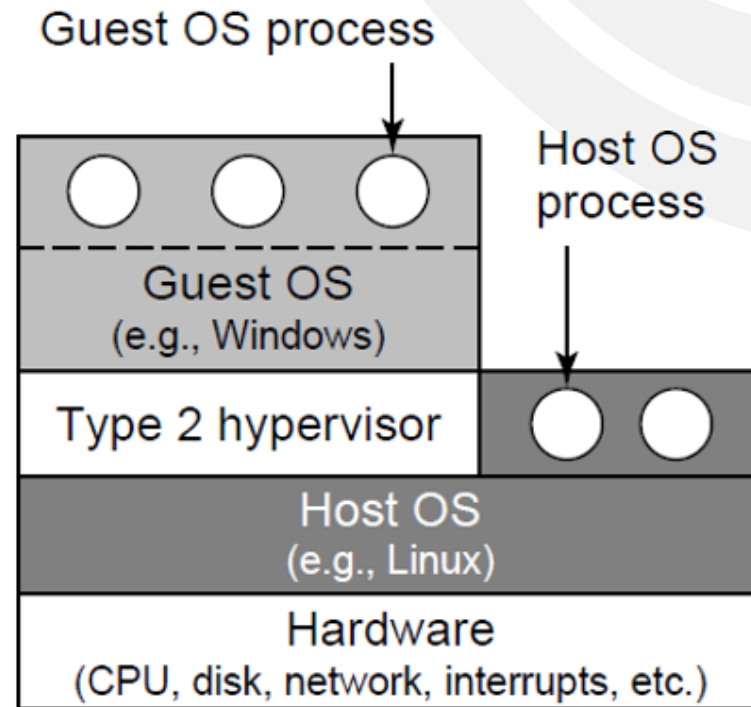 Guest OS process
Host OS
process
Guest OS
(e.g., Windows)
Type 2 hypervisor
Host OS
(e.g., Linux)
Hardware
(CPU, disk, network, interrupts, etc.)